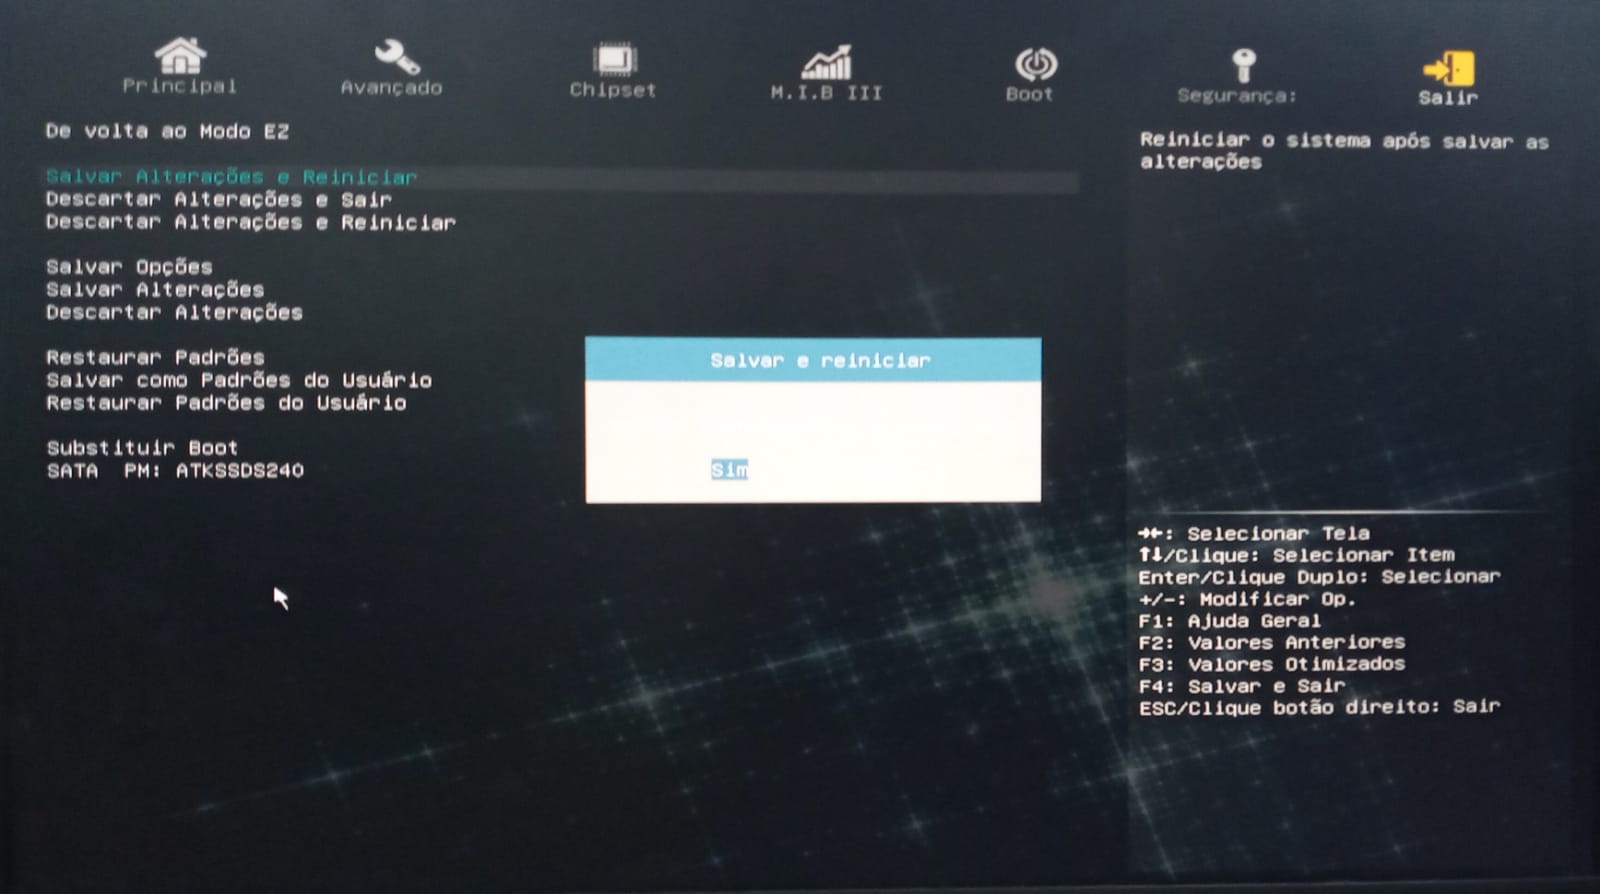 Principal
Avançado
Chipset
M.I.B III
Boot
Segurança:
Salir
De volta ao Modo EZ
Salvar Alterações e Reiniciar
Descartar Alterações e Sair
Descartar Alterações e Reiniciar
Salvar Opções
Salvar Alterações
Descartar Alterações
Restaurar Padrões
Salvar como Padrões do Usuário
Restaurar Padrões do Usuário
Substituir Boot
SATA PM: ATKSSDS240
Salvar e reiniciar
Sim
Reiniciar o sistema após salvar as
alterações
→←: Selecionar Tela
↑↓/Clique: Selecionar Item
Enter/Clique Duplo: Selecionar
+/-: Modificar Op.
F1: Ajuda Geral
F2: Valores Anteriores
F3: Valores Otimizados
F4: Salvar e Sair
ESC/Clique botão direito: Sair